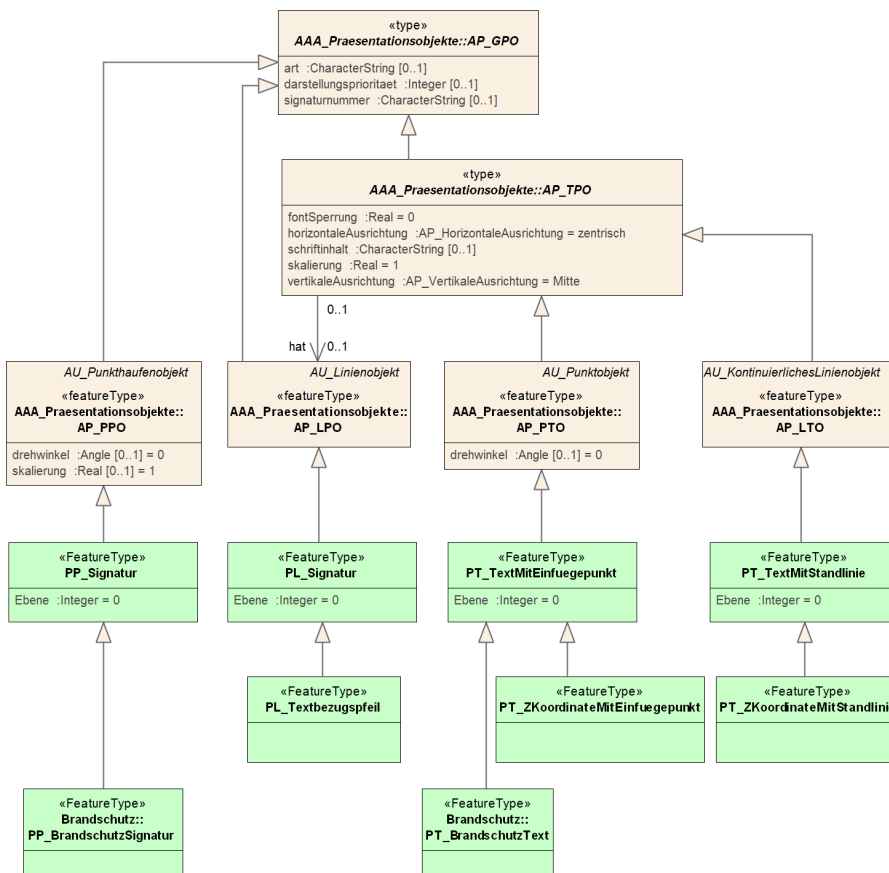 «type»
AAA_Praesentationsobjekte::AP_GPO
art :CharacterString [0..1]
darstellungsprioritaet :Integer [0..1]
signaturnummer :CharacterString [0..1]
«type»
AAA_Praesentationsobjekte::AP_TPO
fontSperrung :Real = 0
horizontaleAusrichtung :AP_HorizontaleAusrichtung = zentrisch
schriftinhalt :CharacterString [0..1]
skalierung :Real = 1
vertikaleAusrichtung :AP_VertikaleAusrichtung = Mitte
0..1
hat 0..1
AU_Punkthaufenobjekt
«featureType»
AAA_Praesentationsobjekte::
AP_PPO
drehwinkel :Angle [0..1] = 0
skalierung :Real [0..1] = 1
AU_Linienobjekt
«featureType»
AAA_Praesentationsobjekte::
AP_LPO
AU_Punktobjekt
«featureType»
AAA_Praesentationsobjekte::
AP_PTO
drehwinkel :Angle [0..1] = 0
AU_KontinuierlichesLinienobjekt
«featureType»
AAA_Praesentationsobjekte::
AP_LTO
«FeatureType»
PP_Signatur
Ebene :Integer = 0
«FeatureType»
PL_Signatur
Ebene :Integer = 0
«FeatureType»
PT_TextMitEinfuegepunkt
Ebene :Integer = 0
«FeatureType»
PT_TextMitStandlinie
Ebene :Integer = 0
«FeatureType»
PL_Textbezugspfeil
«FeatureType»
PT_ZKoordinateMitEinfuegepunkt
«FeatureType»
PT_ZKoordinateMitStandlini
«FeatureType»
Brandschutz::
PP_BrandschutzSignatur
«FeatureType»
Brandschutz::
PT_BrandschutzText